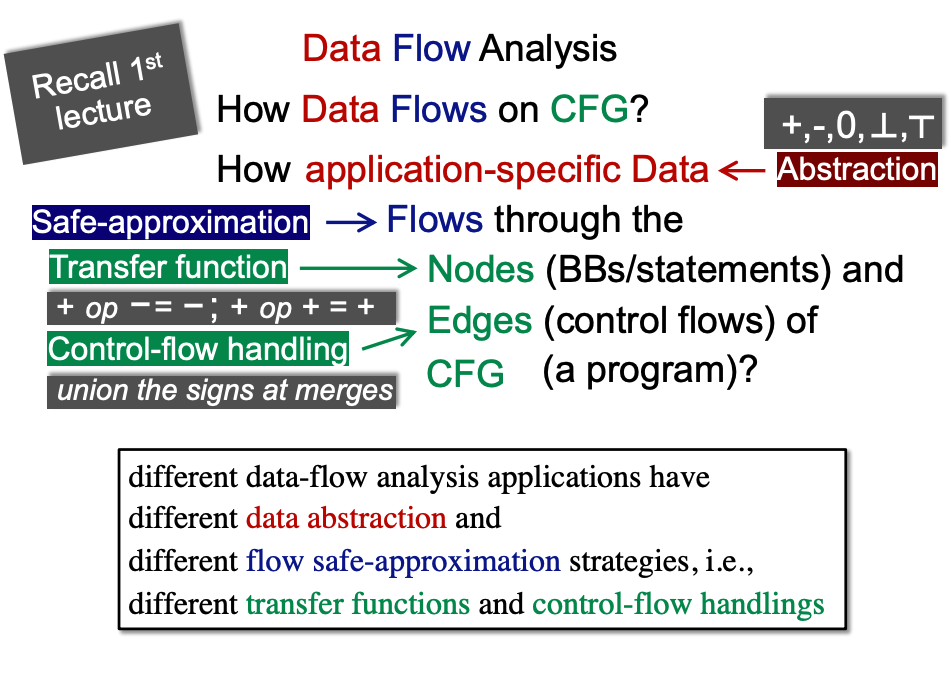 Recall 1st
lecture
Data Flow Analysis
How Data Flows on CFG?
+,-,0,⊥,⊤
How application-specific Data
Abstraction
Safe-approximation
Flows through the
Transfer function
Nodes (BBs/statements) and
+ op − = − ; + op + = +
Edges (control flows) of
Control-flow handling
CFG (a program)?
union the signs at merges
different data-flow analysis applications have
different data abstraction and
different flow safe-approximation strategies, i.e.,
different transfer functions and control-flow handlings